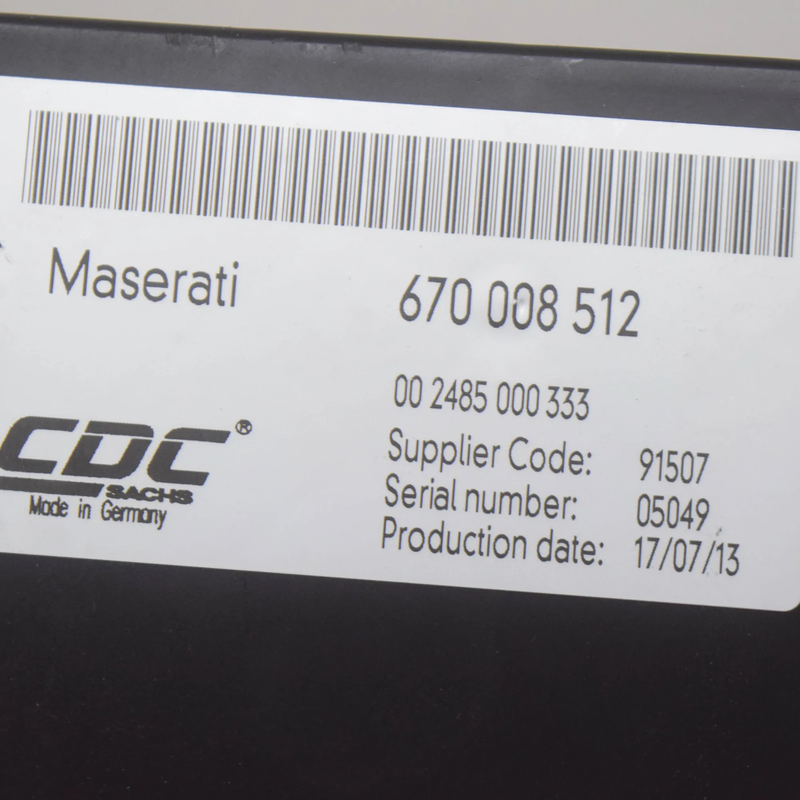 Maserati 670 008 512
00 2485 000 333
CDC®
SACHS
Made in Germany
Supplier Code: 91507
Serial number: 05049
Production date: 17/07/13